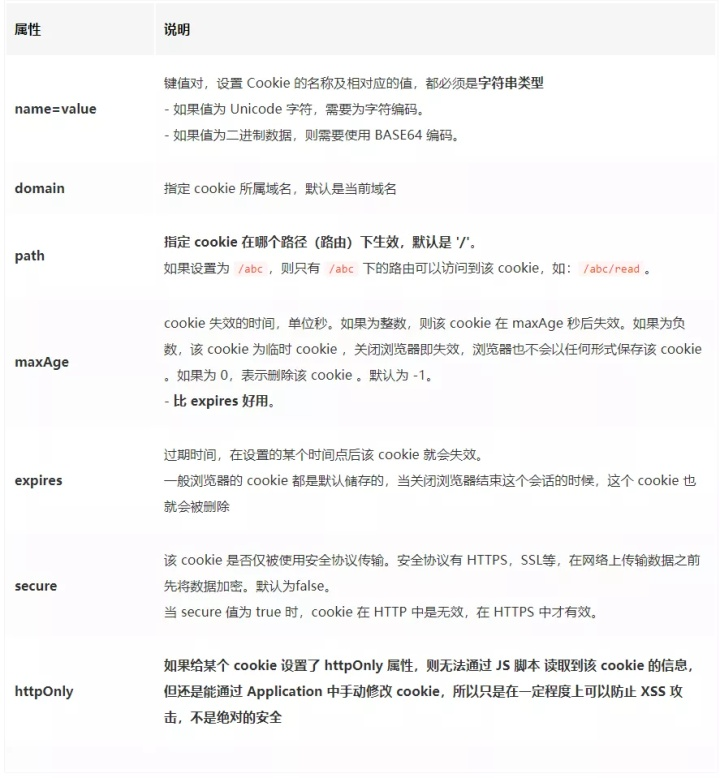 属性 说明
键值对，设置 Cookie 的名称及相对应的值，都必须是字符串类型
name=value
- 如果值为 Unicode 字符，需要为字符编码。
- 如果值为二进制数据，则需要使用 BASE64 编码。
domain 指定 cookie 所属域名，默认是当前域名
path
指定 cookie 在哪个路径（路由）下生效，默认是 '/'。
如果设置为 /abc ，则只有 /abc 下的路由可以访问到该 cookie，如： /abc/read 。
maxAge
cookie 失效的时间，单位秒。如果为整数，则该 cookie 在 maxAge 秒后失效。如果为负
数，该 cookie 为临时 cookie ，关闭浏览器即失效，浏览器也不会以任何形式保存该 cookie
。如果为 0，表示删除该 cookie 。默认为 -1。
- 比 expires 好用。
expires
过期时间，在设置的某个时间点后该 cookie 就会失效。
一般浏览器的 cookie 都是默认储存的，当关闭浏览器结束这个会话的时候，这个 cookie 也
就会被删除
secure
该 cookie 是否仅被使用安全协议传输。安全协议有 HTTPS，SSL等，在网络上传输数据之前
先将数据加密。默认为false。
当 secure 值为 true 时，cookie 在 HTTP 中是无效，在 HTTPS 中才有效。
httpOnly
如果给某个 cookie 设置了 httpOnly 属性，则无法通过 JS 脚本 读取到该 cookie 的信息，
但还是能通过 Application 中手动修改 cookie，所以只是在一定程度上可以防止 XSS 攻
击，不是绝对的安全